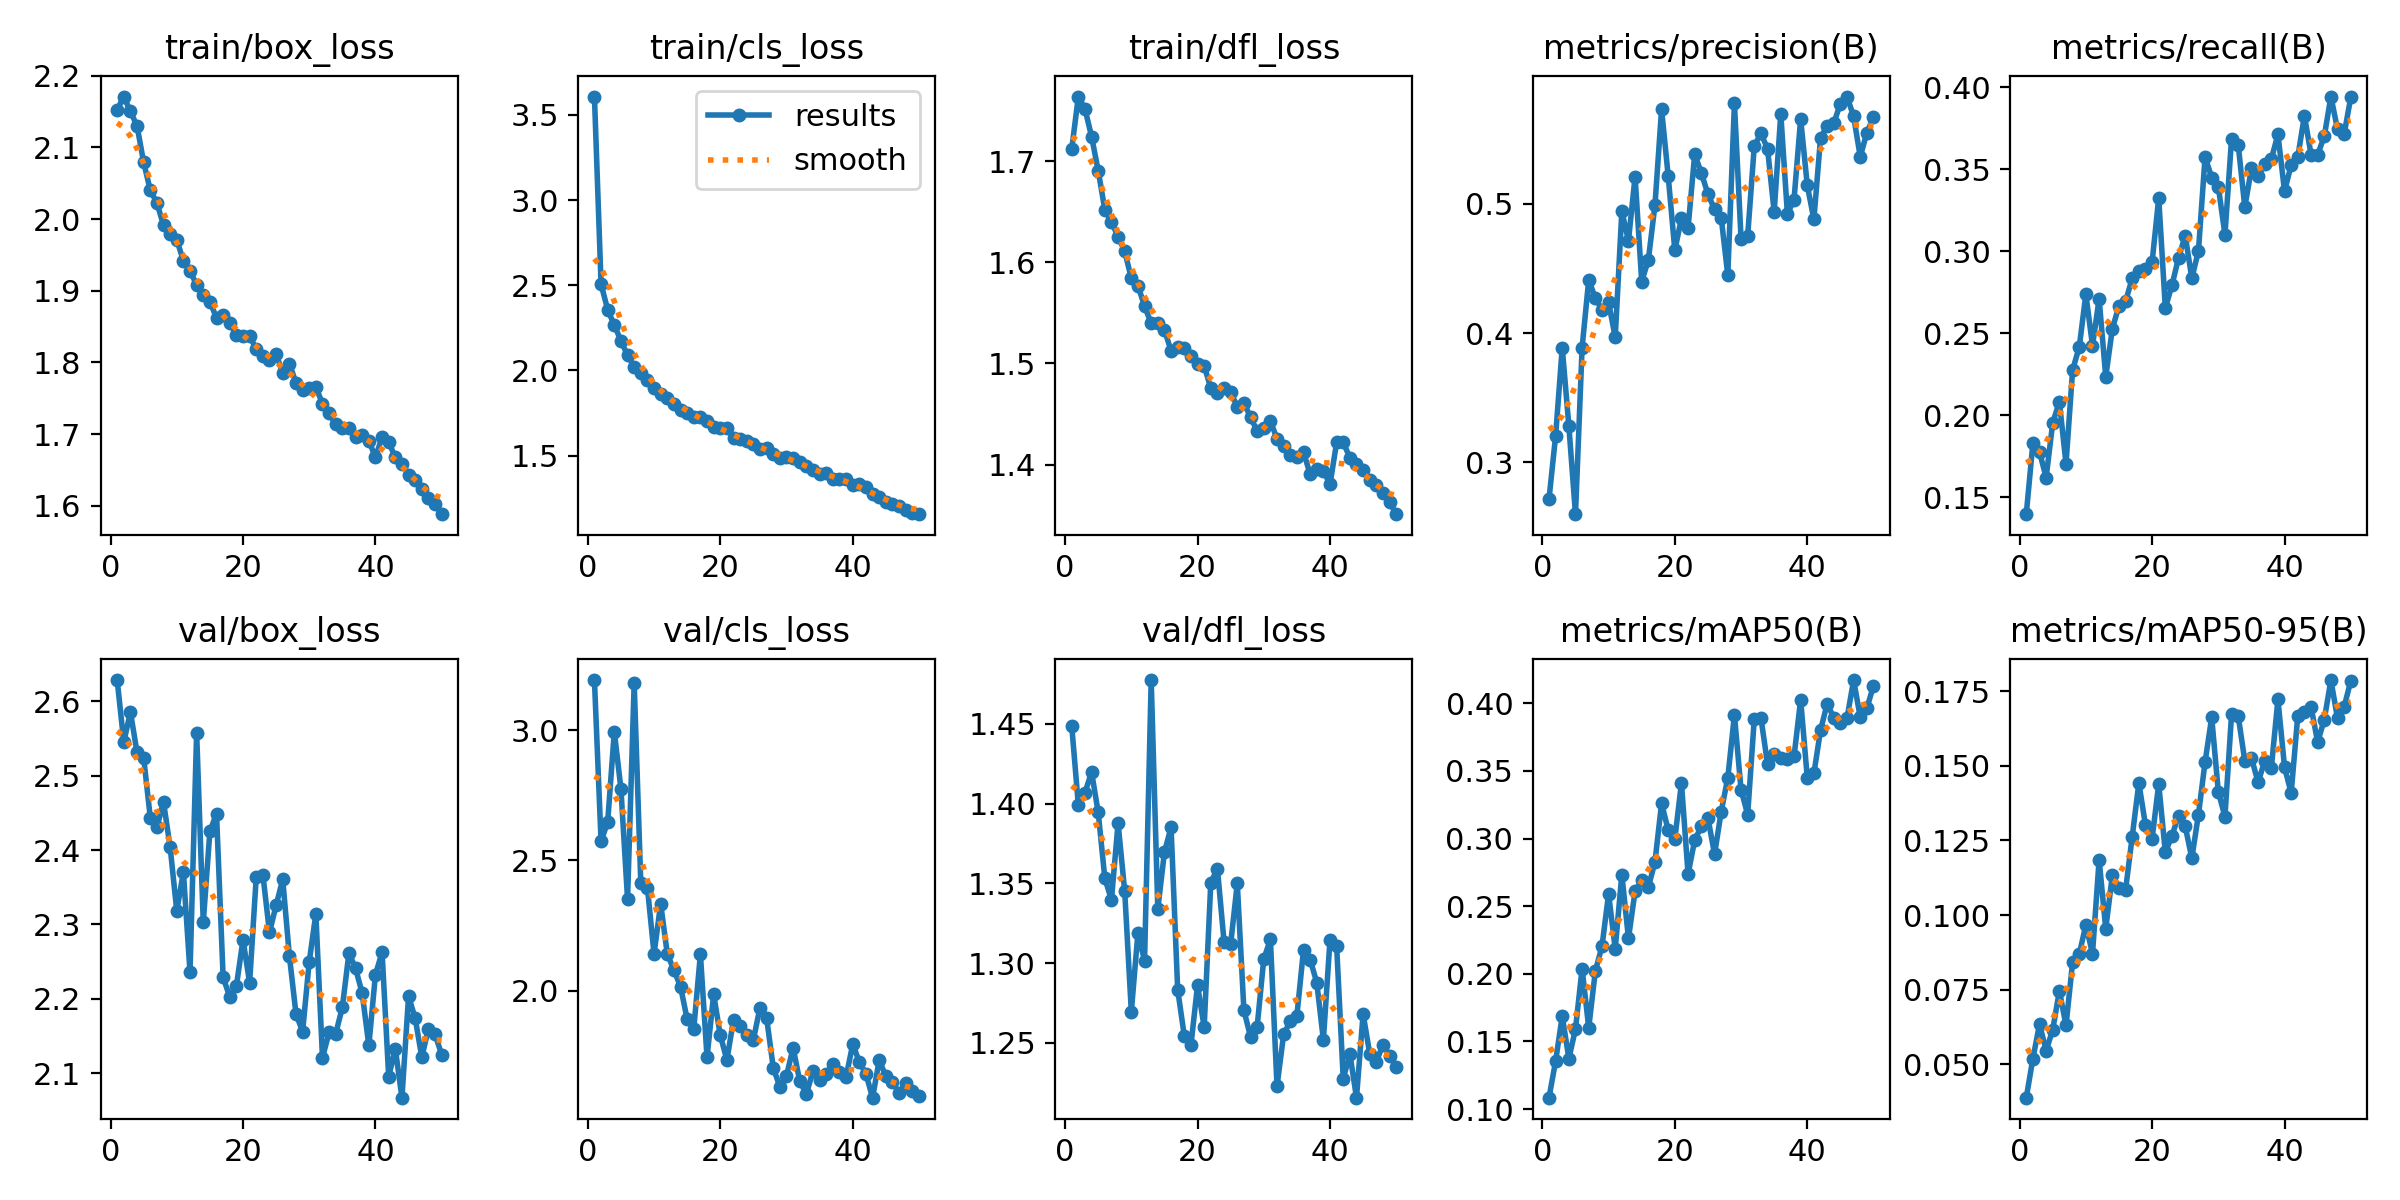 train/box_loss
2.2
2.1
2.0
1.9
1.8
1.7
1.6
0 20 40
train/cls_loss
3.5
3.0
2.5
2.0
1.5
results
smooth
0 20 40
train/dfl_loss
1.7
1.6
1.5
1.4
0 20 40
metrics/precision(B)
0.5
0.4
0.3
0 20 40
metrics/recall(B)
0.40
0.35
0.30
0.25
0.20
0.15
0 20 40
val/box_loss
2.6
2.5
2.4
2.3
2.2
2.1
0 20 40
val/cls_loss
3.0
2.5
2.0
0 20 40
val/dfl_loss
1.45
1.40
1.35
1.30
1.25
0 20 40
metrics/mAP50(B)
0.40
0.35
0.30
0.25
0.20
0.15
0.10
0 20 40
metrics/mAP50-95(B)
0.175
0.150
0.125
0.100
0.075
0.050
0 20 40